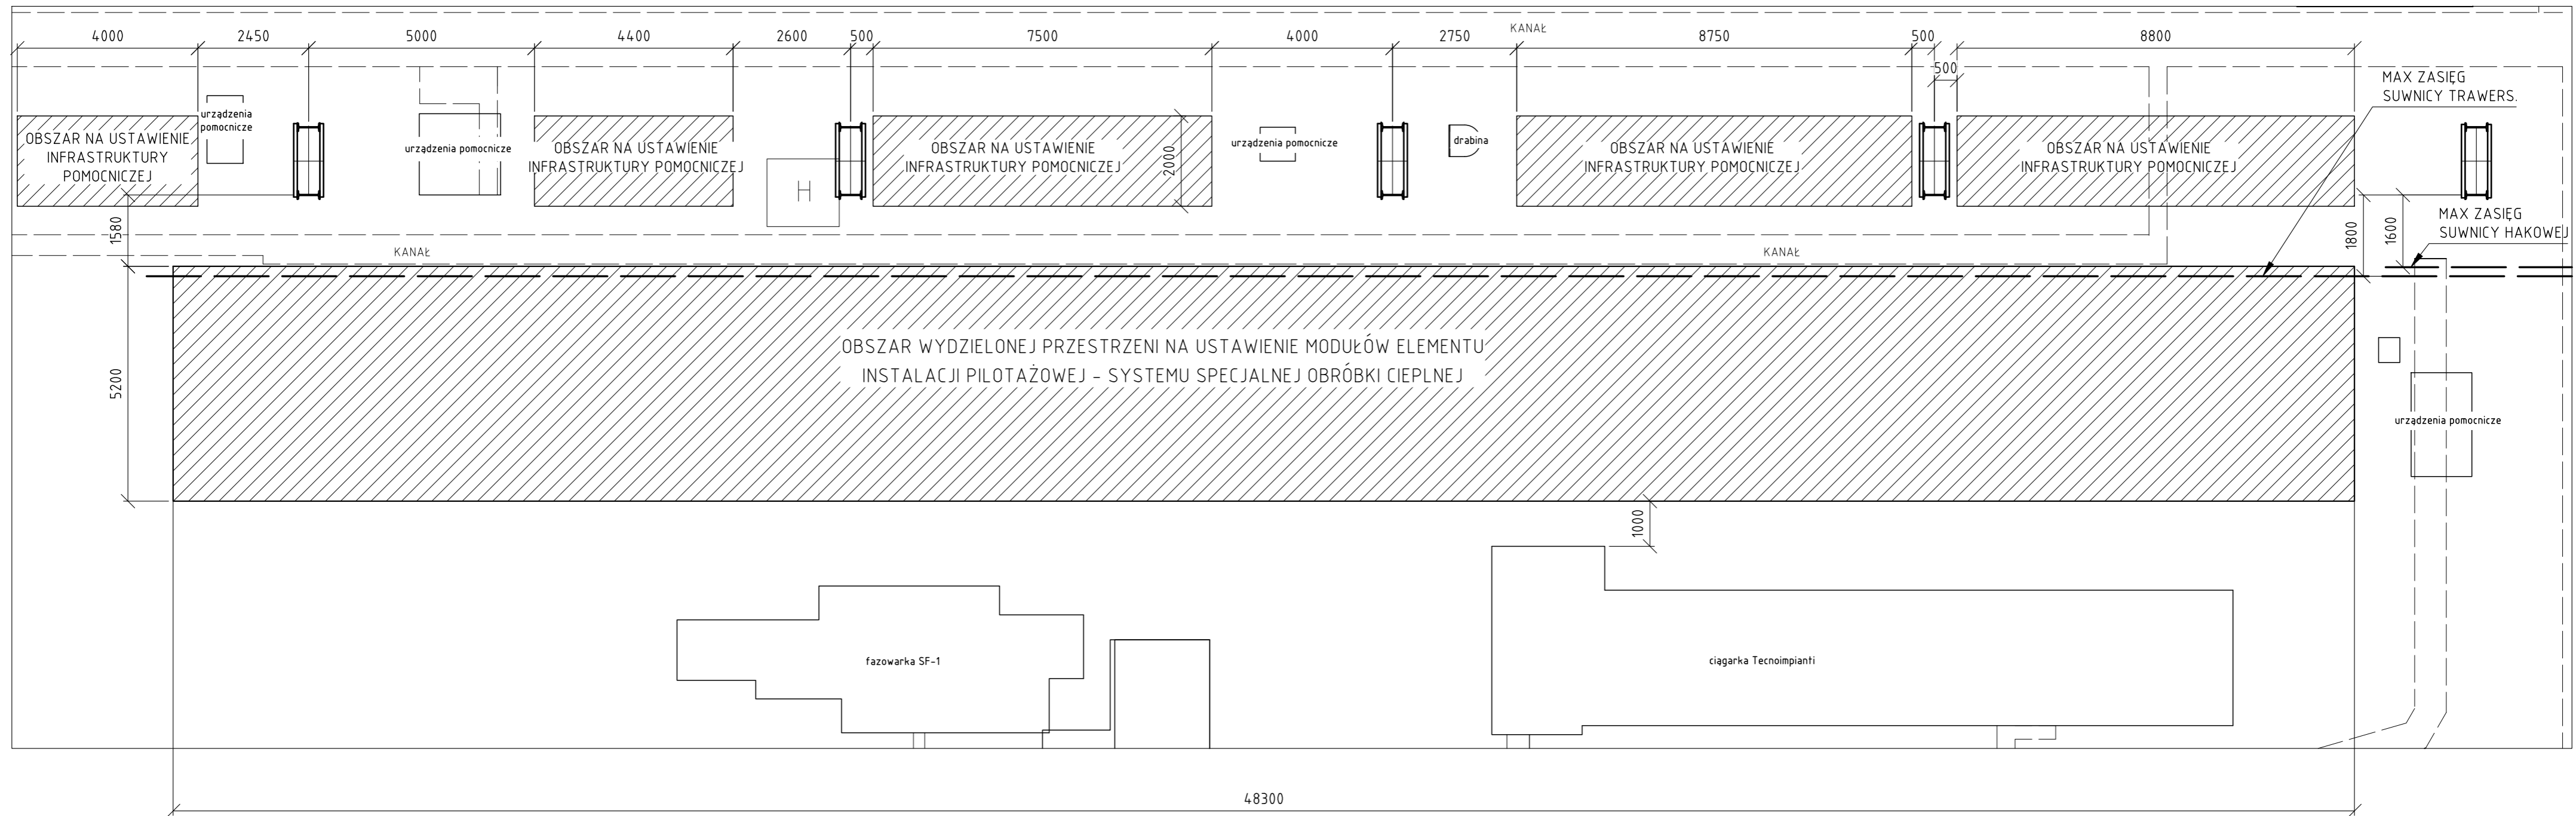 KANAŁ
4000
2450
5000
4400
2600
500
7500
4000
2750
8750
500
8800
500
MAX ZASIĘG
SUWNICY TRAWERS.
urządzenia
pomocnicze
OBSZAR NA USTAWIENIE
INFRASTRUKTURY
POMOCNICZEJ
urządzenia pomocnicze
OBSZAR NA USTAWIENIE
INFRASTRUKTURY POMOCNICZEJ
H
OBSZAR NA USTAWIENIE
INFRASTRUKTURY POMOCNICZEJ
2000
urządzenia pomocnicze
drabina
OBSZAR NA USTAWIENIE
INFRASTRUKTURY POMOCNICZEJ
OBSZAR NA USTAWIENIE
INFRASTRUKTURY POMOCNICZEJ
1580
1800
1600
MAX ZASIĘG
SUWNICY HAKOWEJ
KANAŁ
KANAŁ
5200
OBSZAR WYDZIELONEJ PRZESTRZENI NA USTAWIENIE MODUŁÓW ELEMENTU
INSTALACJI PILOTAŻOWEJ - SYSTEMU SPECJALNEJ OBRÓBKI CIEPLNEJ
urządzenia pomocnicze
1000
fazowarka SF-1
ciągarka Tecnoimpianti
48300